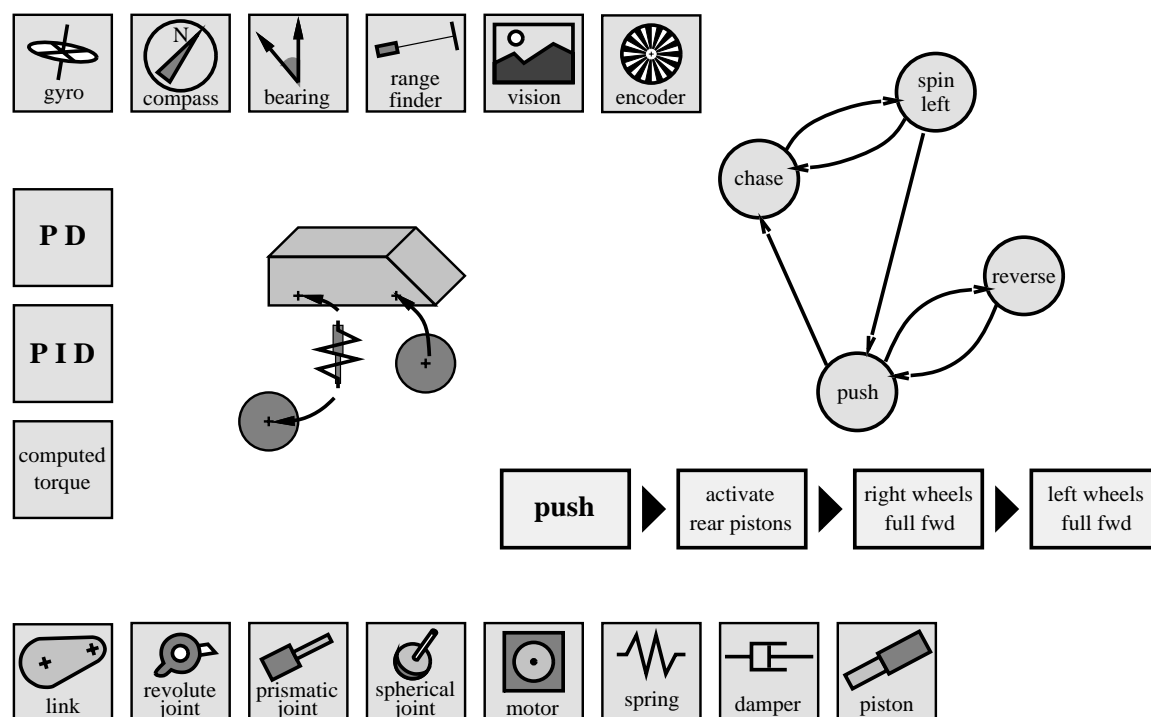 gyro
N
compass
bearing
range
finder
vision
encoder
spin
left
chase
reverse
push
P D
P I D
computed
torque
push
activate
rear pistons
right wheels
full fwd
left wheels
full fwd
link
revolute
joint
prismatic
joint
spherical
joint
motor
spring
damper
piston